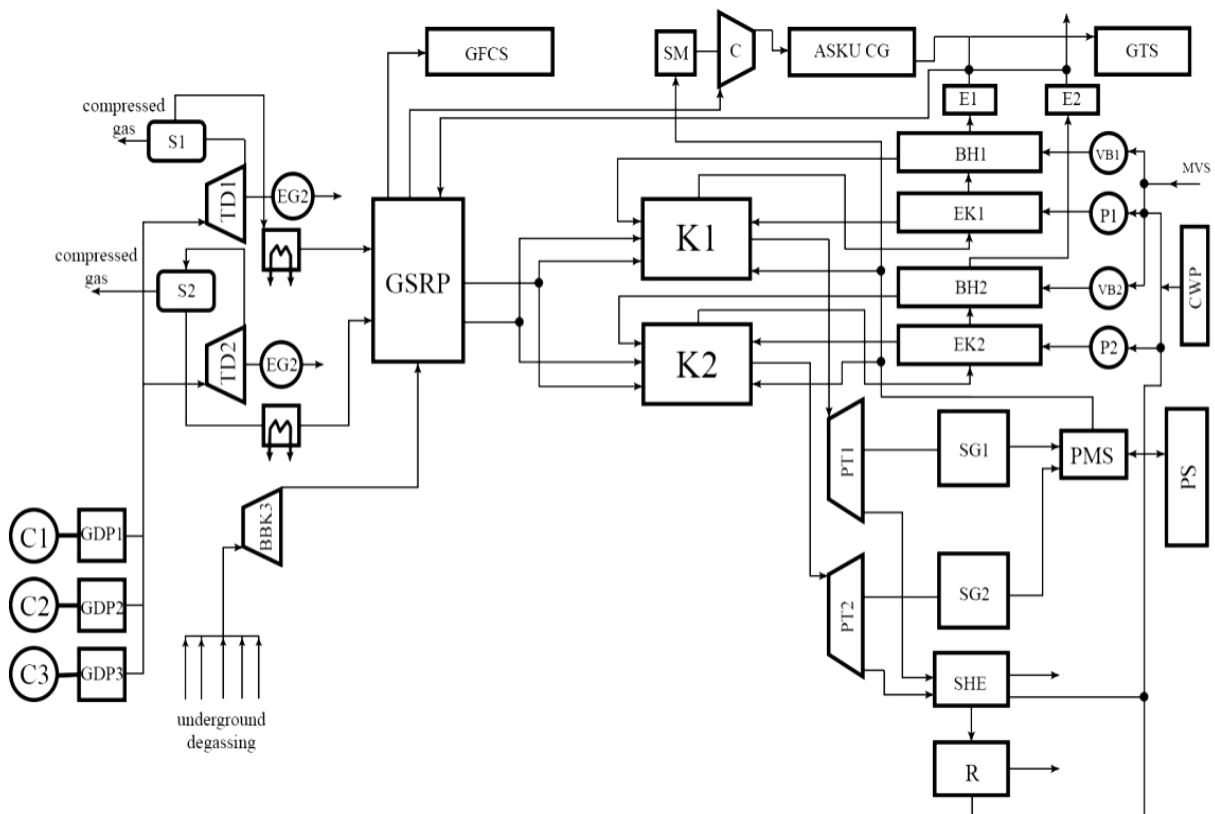 GFCS
SM
C
ASKU CG
GTS
compressed
gas
S1
E1
E2
TD1
EG2
BH1
VB1
MVS
EK1
P1
K1
GSRP
compressed
gas
S2
BH2
VB2
CWP
TD2
EG2
K2
EK2
P2
PT1
SG1
PMS
PS
BBK3
C1
GDP1
C2
GDP2
PT2
SG2
C3
GDP3
SHE
underground
degassing
R